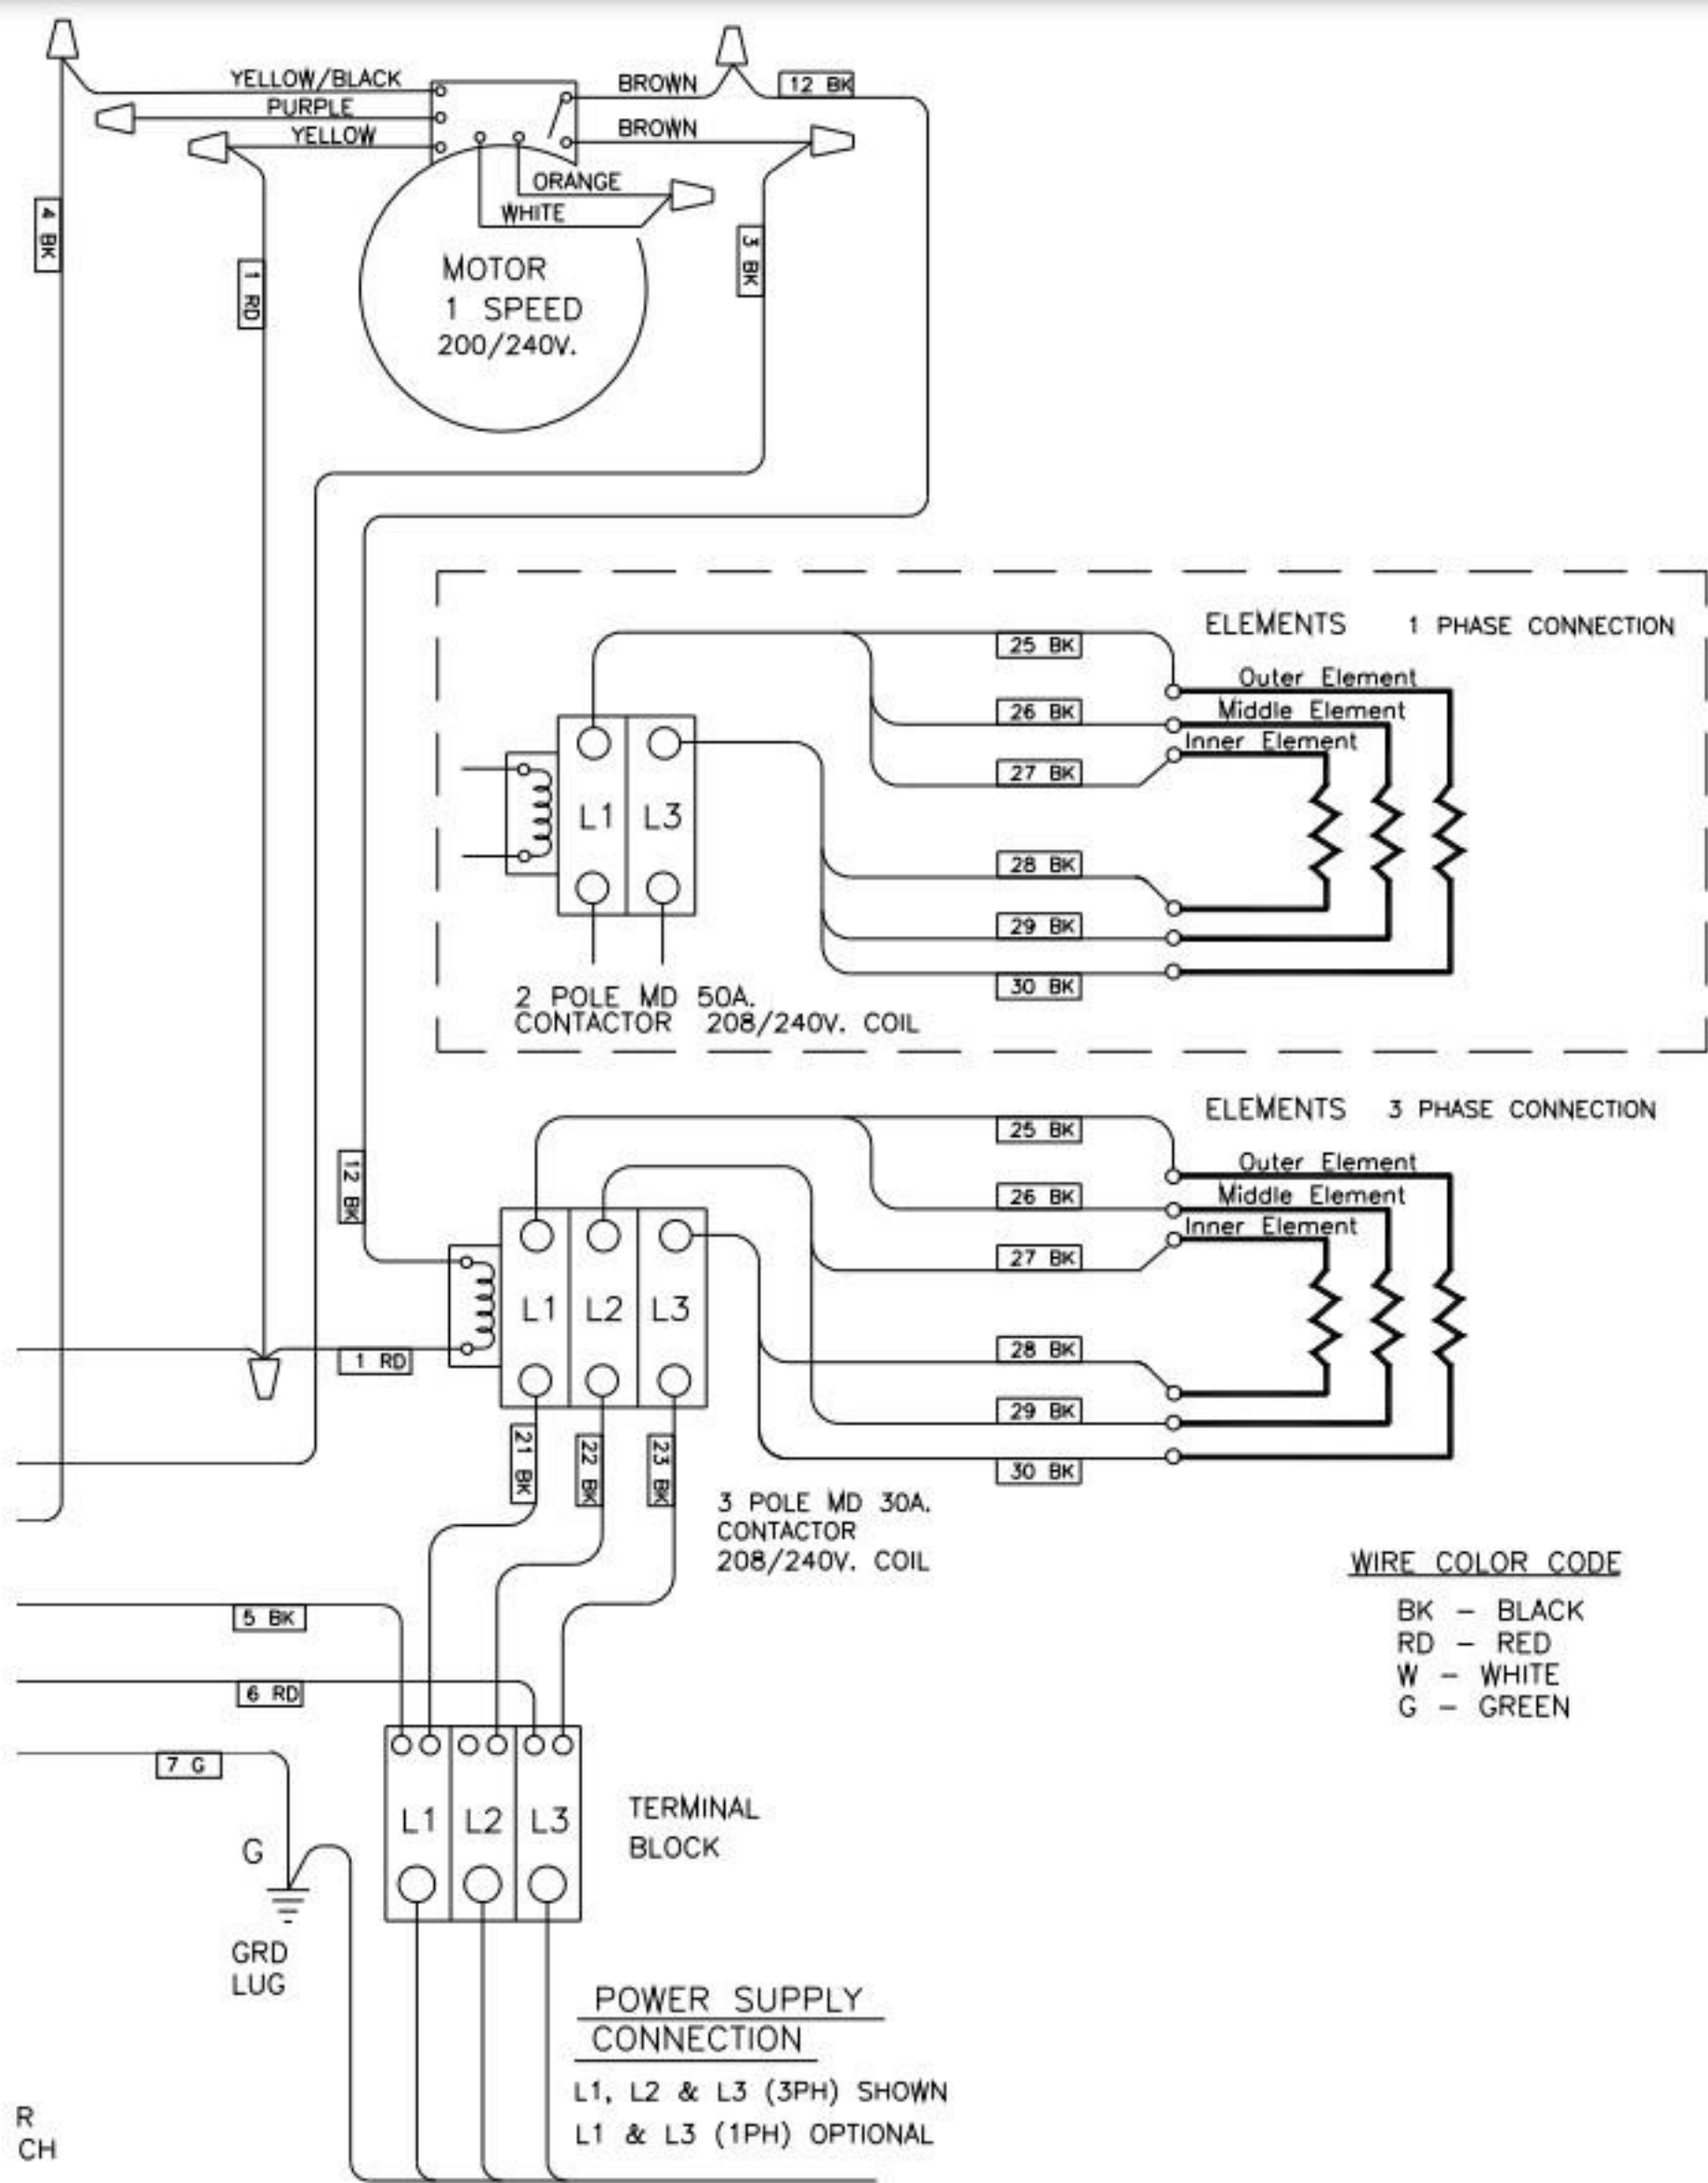 YELLOW/BLACK
PURPLE
YELLOW
BROWN
12 BK
BROWN
ORANGE
WHITE
4 BK
1 RD
3 BK
MOTOR
1 SPEED
200/240V.
ELEMENTS 1 PHASE CONNECTION
25 BK
Outer Element
26 BK
Middle Element
Inner Element
27 BK
L1 L3
28 BK
29 BK
30 BK
2 POLE MD 50A.
CONTACTOR 208/240V. COIL
ELEMENTS 3 PHASE CONNECTION
25 BK
Outer Element
12 BK
26 BK
Middle Element
Inner Element
27 BK
L1 L2 L3
1 RD
28 BK
29 BK
30 BK
21 BK
22 BK
23 BK
3 POLE MD 30A.
CONTACTOR
208/240V. COIL
WIRE COLOR CODE
BK - BLACK
RD - RED
W - WHITE
G - GREEN
5 BK
6 RD
7 G
L1 L2 L3
TERMINAL
BLOCK
G
GRD
LUG
POWER SUPPLY
CONNECTION
L1, L2 & L3 (3PH) SHOWN
L1 & L3 (1PH) OPTIONAL
R
CH